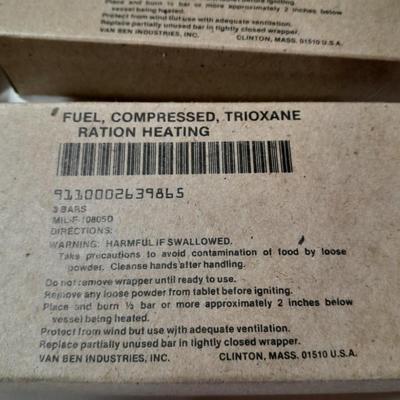 Place and burn ½ bar or more approximately 2 inches below
vessel being heated.
Protect from wind but use with adequate ventilation.
Replace partially unused bar in tightly closed wrapper.
VAN BEN INDUSTRIES, INC. CLINTON, MASS. 01510 U.S.A.
FUEL, COMPRESSED, TRIOXANE
RATION HEATING
9110002639865
3 BARS
MIL-F-10805D
DIRECTIONS:
WARNING: HARMFUL IF SWALLOWED.
Take precautions to avoid contamination of food by loose
powder. Cleanse hands after handling.
Do not remove wrapper until ready to use.
Remove any loose powder from tablet before igniting.
Place and burn ½ bar or more approximately 2 inches below
vessel being heated.
Protect from wind but use with adequate ventilation.
Replace partially unused bar in tightly closed wrapper.
VAN BEN INDUSTRIES, INC. CLINTON, MASS. 01510 U.S.A.